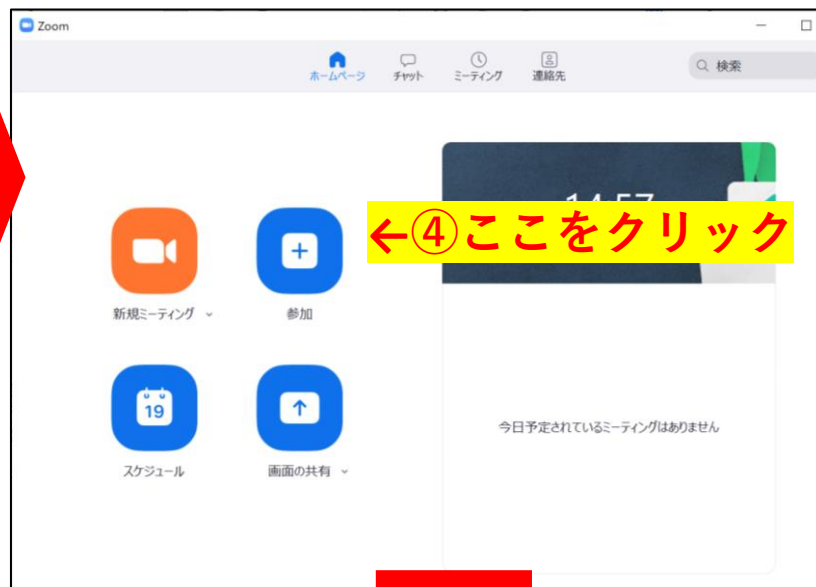 Zoom
ホームページ チャット ミーティング 連絡先 検索
←④ここをクリック
新規ミーティング 参加
19
スケジュール 画面の共有
今日予定されているミーティングはありません